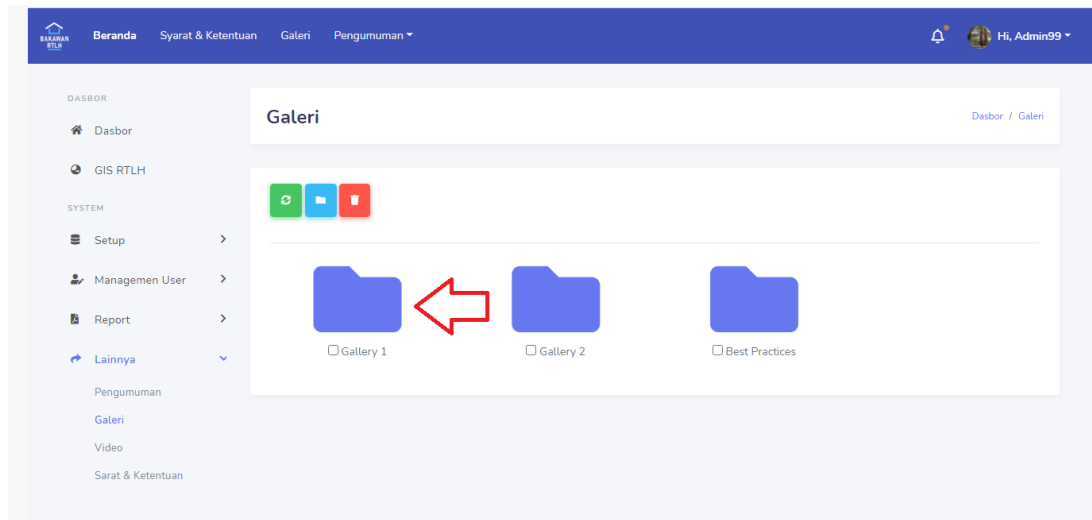 BAKAWAN
RTLH
Beranda Syarat & Ketentuan Galeri Pengumuman Hi, Admin99
DASBOR
Dasbor
GIS RTLH
SYSTEM
Setup
Managemen User
Report
Lainnya
Pengumuman
Galeri
Video
Sarat & Ketentuan
Galeri
Dasbor / Galeri
Gallery 1
Gallery 2
Best Practices